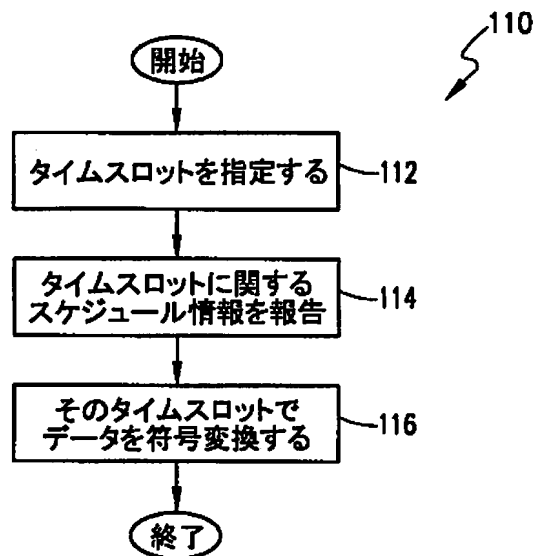 110
開始
タイムスロットを指定する
112
タイムスロットに関する
スケジュール情報を報告
114
そのタイムスロットで
データを符号変換する
116
終了